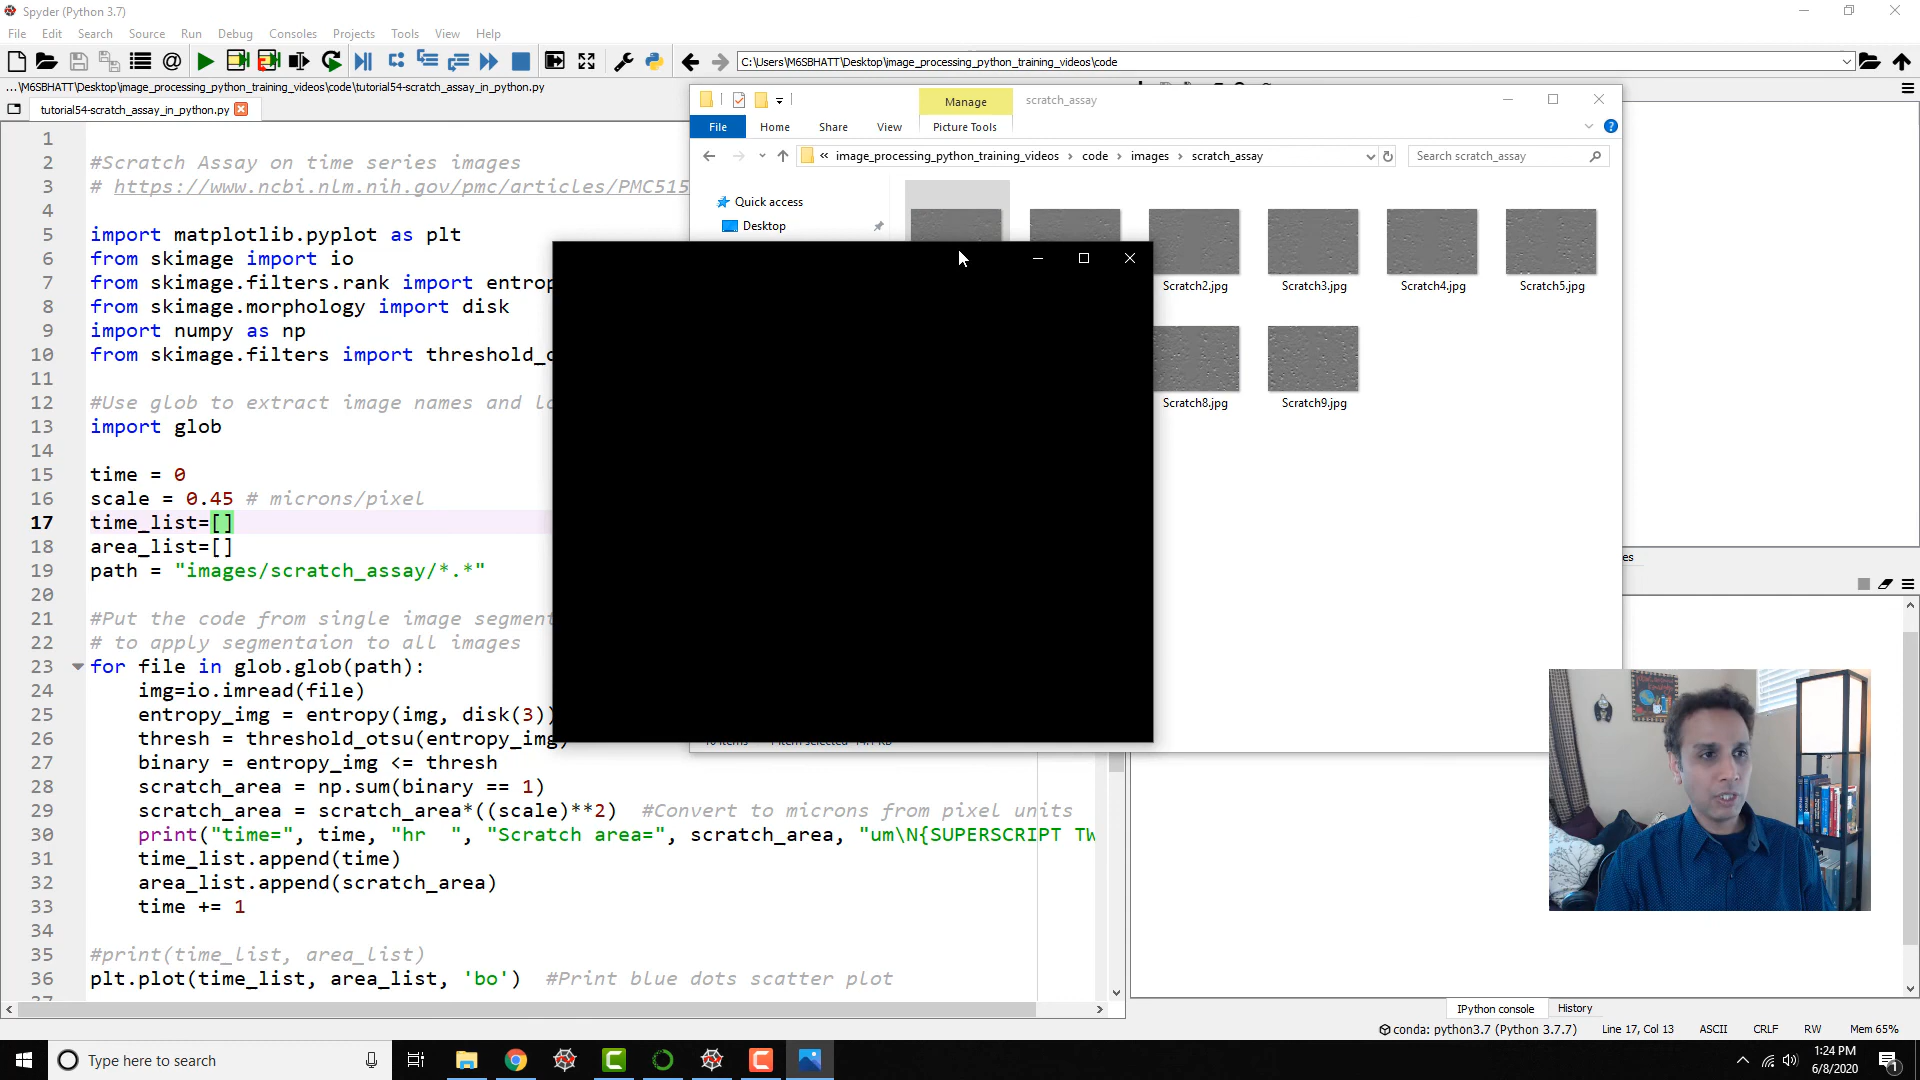 Spyder (Python 3.7)
File Edit Search Source Run Debug Consoles Projects Tools View Help
C:\Users\M6SBHATT\Desktop\image_processing_python_training_videos\code
...\M6SBHATT\Desktop\image_processing_python_training_videos\code\tutorial54-scratch_assay_in_python.py
tutorial54-scratch_assay_in_python.py
1
2 #Scratch Assay on time series images
3 # https://www.ncbi.nlm.nih.gov/pmc/articles/PMC515
4
5 import matplotlib.pyplot as plt
6 from skimage import io
7 from skimage.filters.rank import entrop
8 from skimage.morphology import disk
9 import numpy as np
10 from skimage.filters import threshold_o
11
12 #Use glob to extract image names and lo
13 import glob
14
15 time = 0
16 scale = 0.45 # microns/pixel
17 time_list=[]
18 area_list=[]
19 path = "images/scratch_assay/*.*"
20
21 #Put the code from single image segment
22 # to apply segmentaion to all images
23 for file in glob.glob(path):
24 img=io.imread(file)
25 entropy_img = entropy(img, disk(3))
26 thresh = threshold_otsu(entropy_img)
27 binary = entropy_img <= thresh
28 scratch_area = np.sum(binary == 1)
29 scratch_area = scratch_area*((scale)**2) #Convert to microns from pixel units
30 print("time=", time, "hr  ", "Scratch area=", scratch_area, "um\N{SUPERSCRIPT TW
31 time_list.append(time)
32 area_list.append(scratch_area)
33 time += 1
34
35 #print(time_list, area_list)
36 plt.plot(time_list, area_list, 'bo') #Print blue dots scatter plot
Manage scratch_assay
File Home Share View Picture Tools
« image_processing_python_training_videos › code › images › scratch_assay
Search scratch_assay
Quick access
Desktop
Scratch2.jpg Scratch3.jpg Scratch4.jpg Scratch5.jpg
Scratch8.jpg Scratch9.jpg
es
IPython console History
conda: python3.7 (Python 3.7.7) Line 17, Col 13 ASCII CRLF RW Mem 65%
Type here to search
1:24 PM
6/8/2020
1